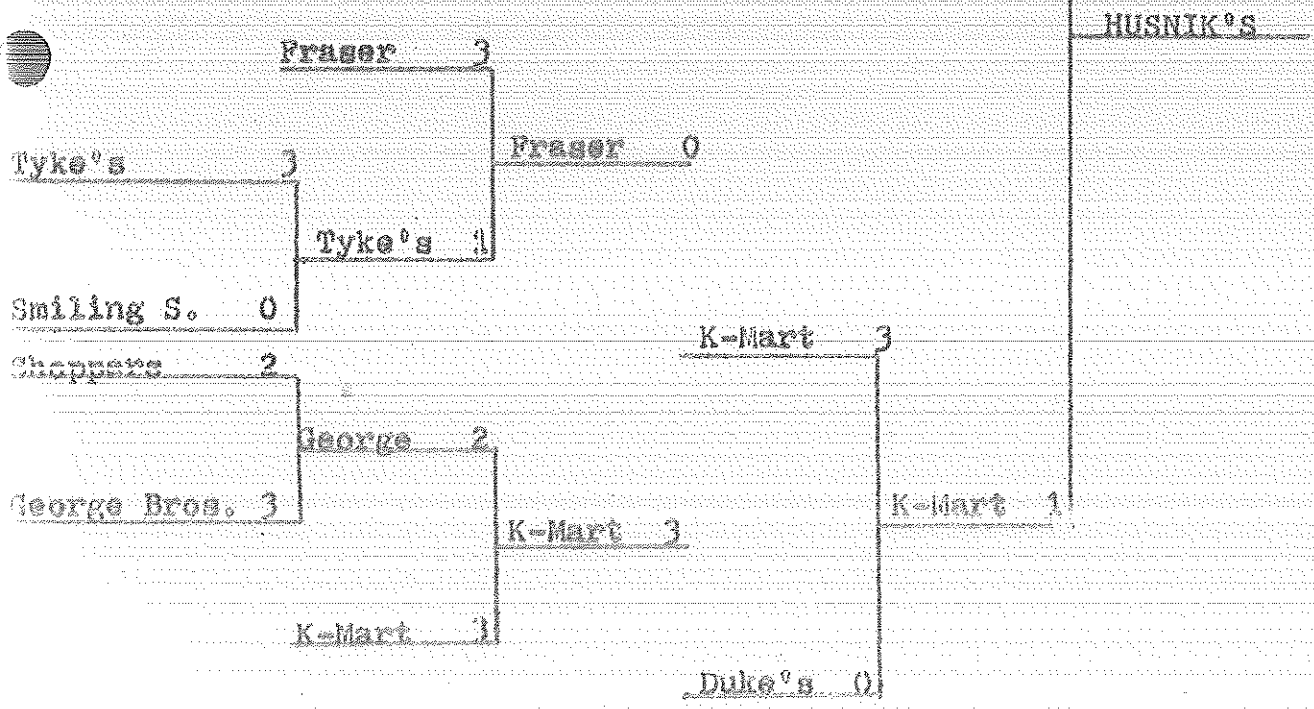 HUSNIK'S
Fraser 3
Fraser 0
Tyke's 3
Tyke's 1
Smiling S. 0
K-Mart 3
Shoppers 2
George 2
George Bros. 3
K-Mart 1
K-Mart 3
K-Mart 3
Duke's 0